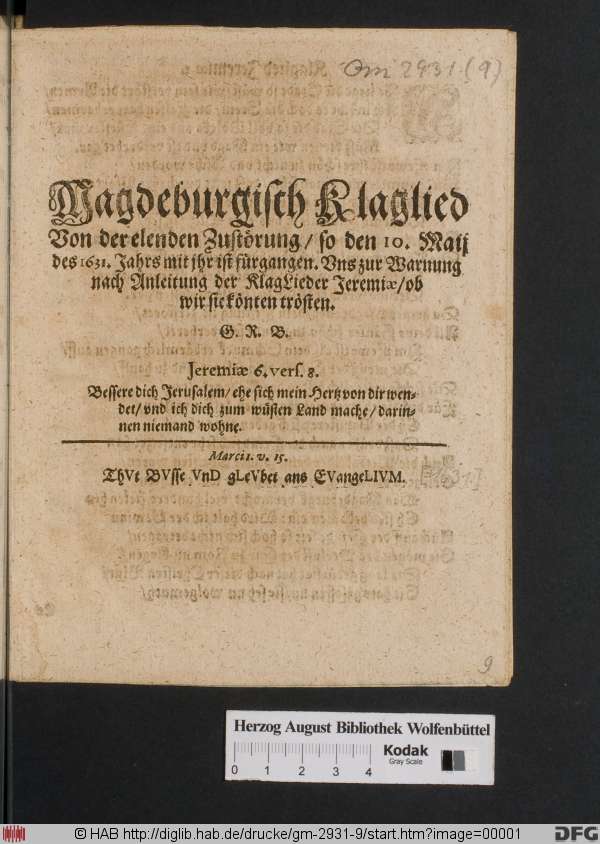 Gm 2931 (9)
Magdeburgisch Klaglied
Von der elenden Zustörung/ so den 10. Maij
des 1631. Jahrs mit jhr ist fürgangen. Vns zur Warnung
nach Anleitung der KlagLieder Jeremiæ/ ob
wir sie könten trösten.
G. R. B.
Jeremiæ 6. vers. 8.
Bessere dich Jerusalem/ ehe sich mein Hertz von dir wen-
det/ vnd ich dich zum wüsten Land mache/ darin-
nen niemand wohne.
Marci 1. v. 15.
ThVt BVsse VnD gLeVbet ans EVangeLIVM. [1631]
9
Herzog August Bibliothek Wolfenbüttel
0 1 2 3 4
Kodak
Gray Scale
© HAB http://diglib.hab.de/drucke/gm-2931-9/start.htm?image=00001
DFG